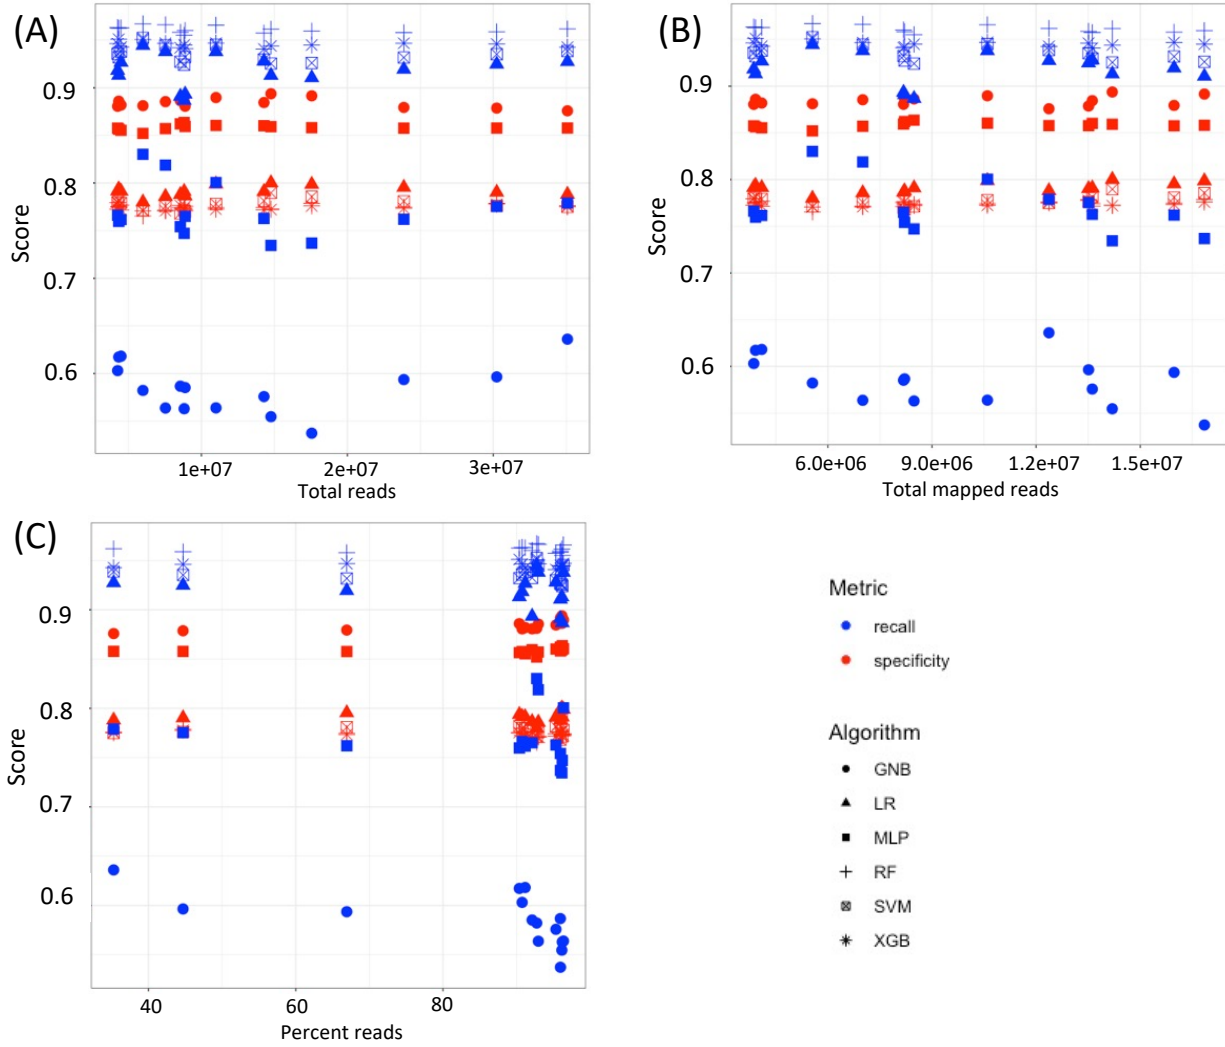 (A)
0.9
0.8
0.7
0.6
Score
1e+07 2e+07 3e+07
Total reads
(B)
0.9
0.8
0.7
0.6
Score
6.0e+06 9.0e+06 1.2e+07 1.5e+07
Total mapped reads
(C)
0.9
0.8
0.7
0.6
Score
40 60 80
Percent reads
Metric
recall
specificity
Algorithm
GNB
LR
MLP
RF
SVM
XGB